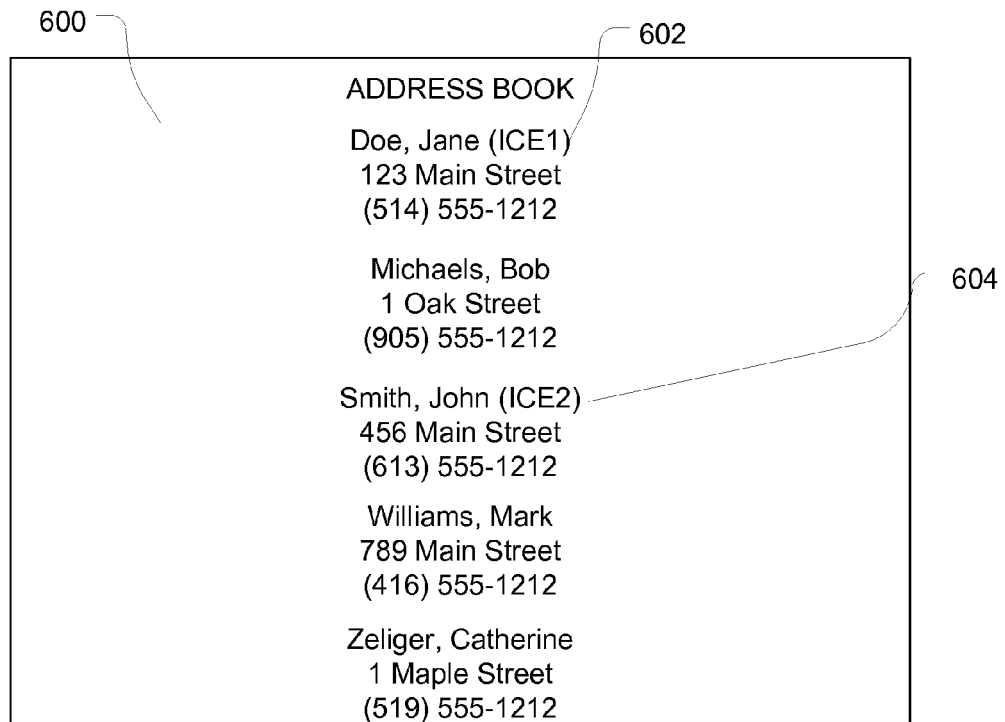 600
602
ADDRESS BOOK
Doe, Jane (ICE1)
123 Main Street
(514) 555-1212
Michaels, Bob
1 Oak Street
(905) 555-1212
604
Smith, John (ICE2)
456 Main Street
(613) 555-1212
Williams, Mark
789 Main Street
(416) 555-1212
Zeliger, Catherine
1 Maple Street
(519) 555-1212